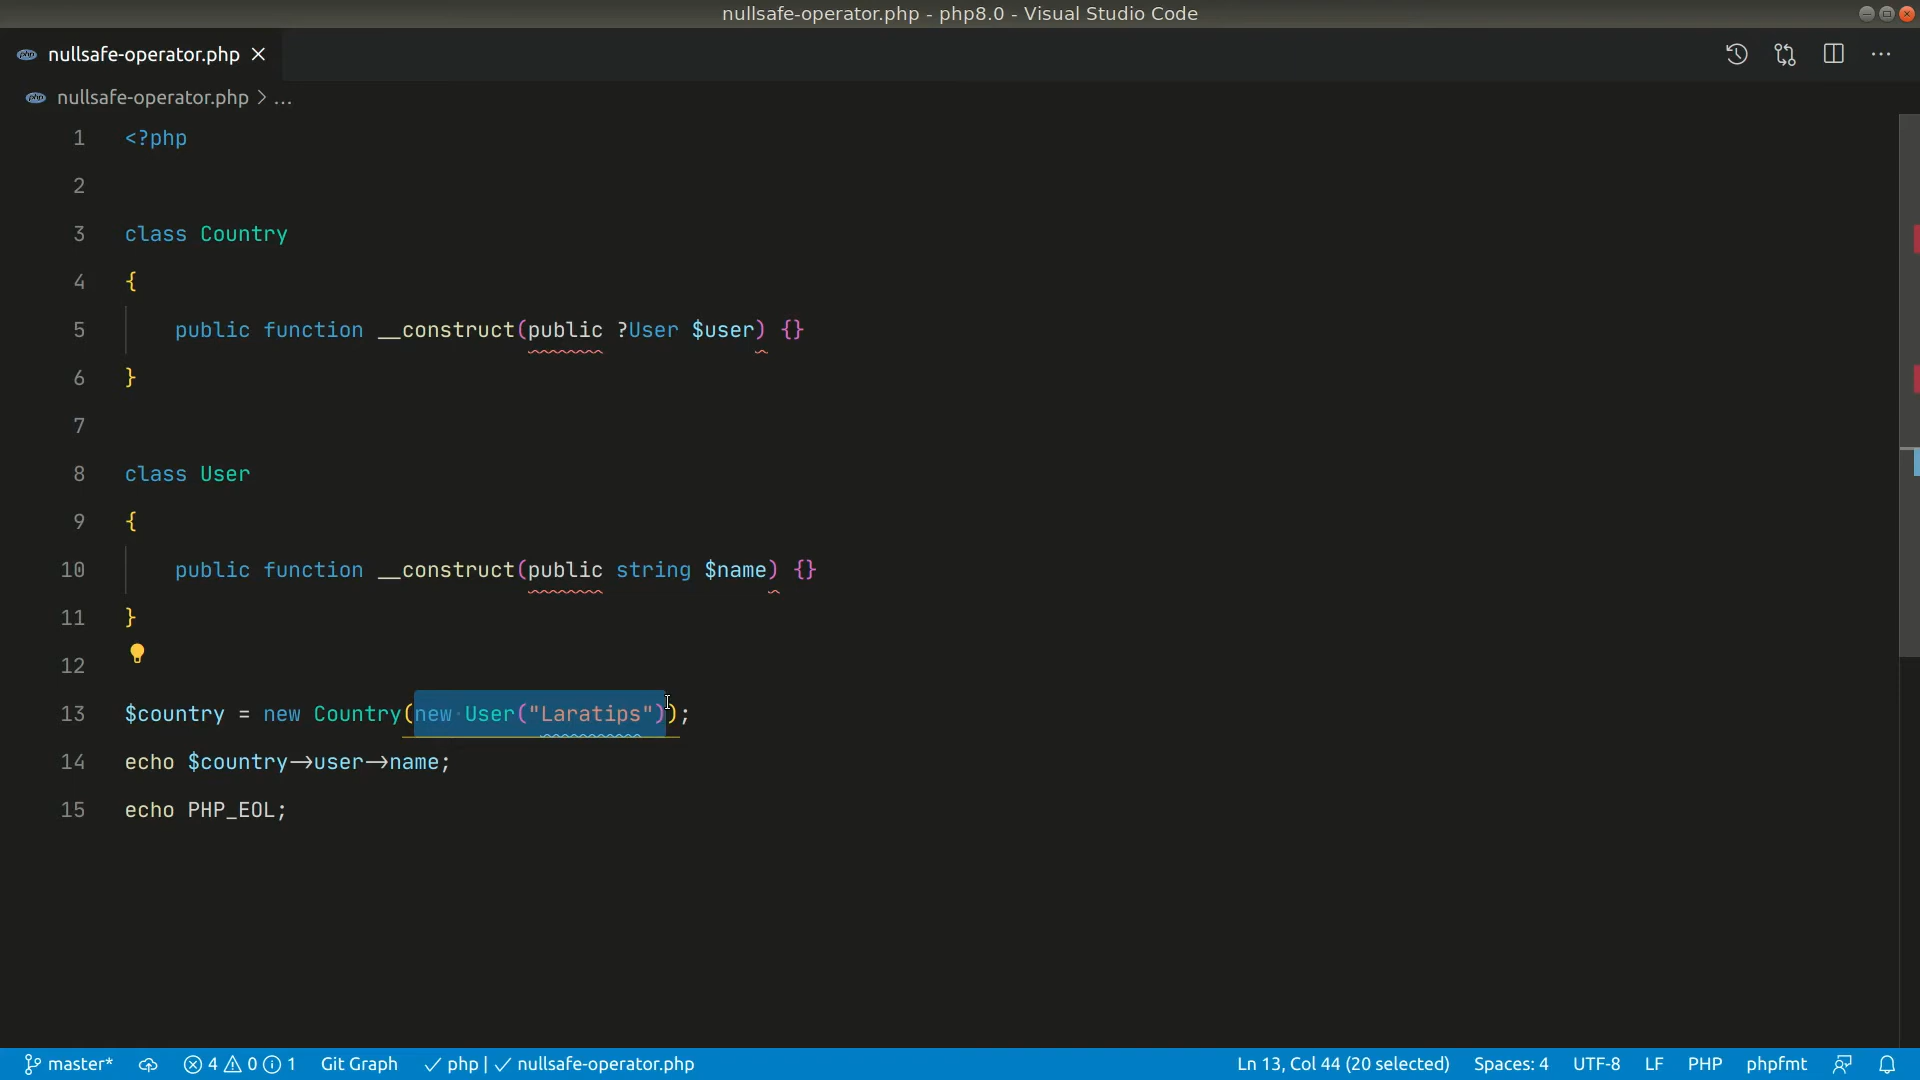 nullsafe-operator.php - php8.0 - Visual Studio Code
nullsafe-operator.php
nullsafe-operator.php > ...
1 <?php
2
3 class Country
4 {
5 public function __construct(public ?User $user) {}
6 }
7
8 class User
9 {
10 public function __construct(public string $name) {}
11 }
12
13 $country = new Country(new User("Laratips"));
14 echo $country->user->name;
15 echo PHP_EOL;
master* 4 0 1 Git Graph ✓ php | ✓ nullsafe-operator.php Ln 13, Col 44 (20 selected) Spaces: 4 UTF-8 LF PHP phpfmt